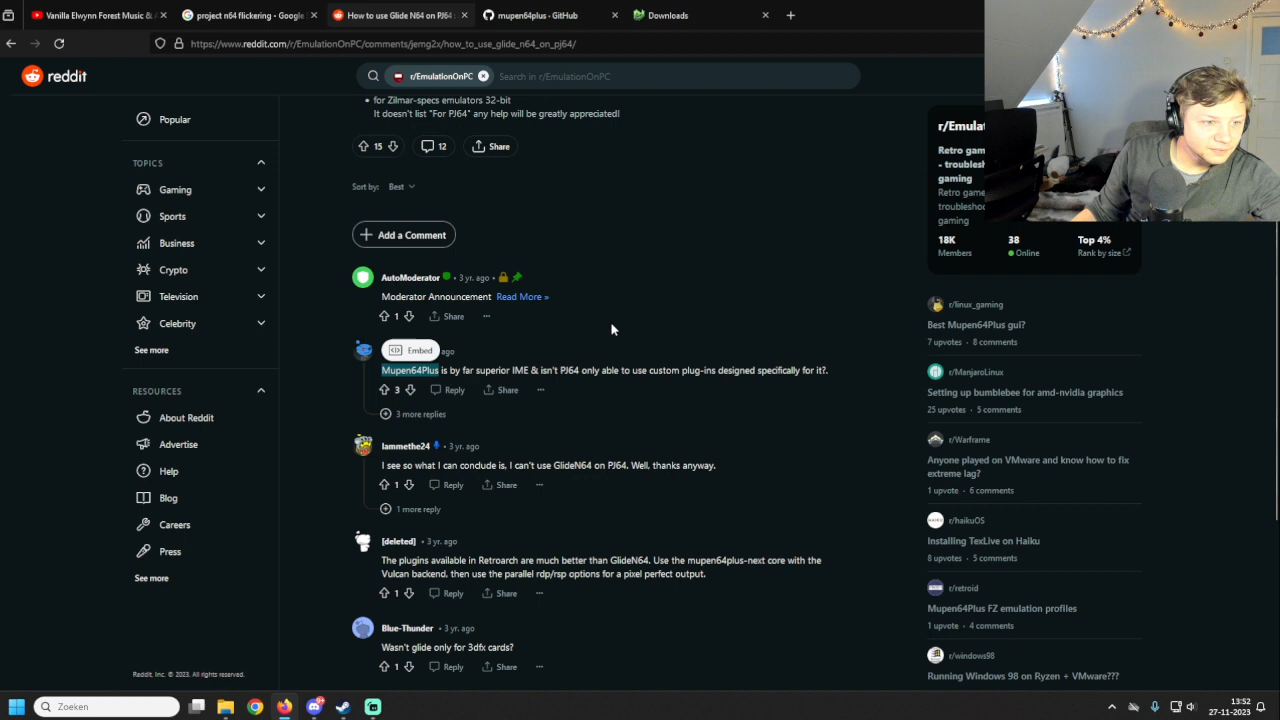 Vanilla Elwynn Forest Music & A
project n64 flickering - Google
How to use Glide N64 on PJ64
mupen64plus · GitHub
Downloads
https://www.reddit.com/r/EmulationOnPC/comments/jemg2x/how_to_use_glide_n64_on_pj64/
reddit
r/EmulationOnPC
Search in r/EmulationOnPC
for Zilmar-specs emulators 32-bit
It doesn't list "For PJ64" any help will be greatly appreciated!
15
12
Share
Sort by:
Best
Add a Comment
AutoModerator • 3 yr. ago •
Moderator Announcement Read More »
1
Share
Embed
ago
Mupen64Plus is by far superior IME & isn't PJ64 only able to use custom plug-ins designed specifically for it?.
3
Reply
Share
3 more replies
Iammethe24 • 3 yr. ago
I see so what I can condude is, I can't use GlideN64 on PJ64. Well, thanks anyway.
1
Reply
Share
1 more reply
[deleted] • 3 yr. ago
The plugins available in Retroarch are much better than GlideN64. Use the mupen64plus-next core with the
Vulcan backend, then use the parallel rdp/rsp options for a pixel perfect output.
1
Reply
Share
Blue-Thunder • 3 yr. ago
Wasn't glide only for 3dfx cards?
1
Reply
Share
Popular
TOPICS
Gaming
Sports
Business
Crypto
Television
Celebrity
See more
RESOURCES
About Reddit
Advertise
Help
Blog
Careers
Press
See more
Reddit, Inc. © 2023. All rights reserved.
r/Emulat
Retro gam
- troublesh
gaming
Retro gam
troublesho
gaming
18K
Members
38
Online
Top 4%
Rank by size
r/linux_gaming
Best Mupen64Plus gui?
7 upvotes · 8 comments
r/ManjaroLinux
Setting up bumblebee for amd-nvidia graphics
25 upvotes · 5 comments
r/Warframe
Anyone played on VMware and know how to fix
extreme lag?
1 upvote · 6 comments
r/haikuOS
Installing TexLive on Haiku
8 upvotes · 5 comments
r/retroid
Mupen64Plus FZ emulation profiles
1 upvote · 4 comments
r/windows98
Running Windows 98 on Ryzen + VMware???
Zoeken
13:52
27-11-2023